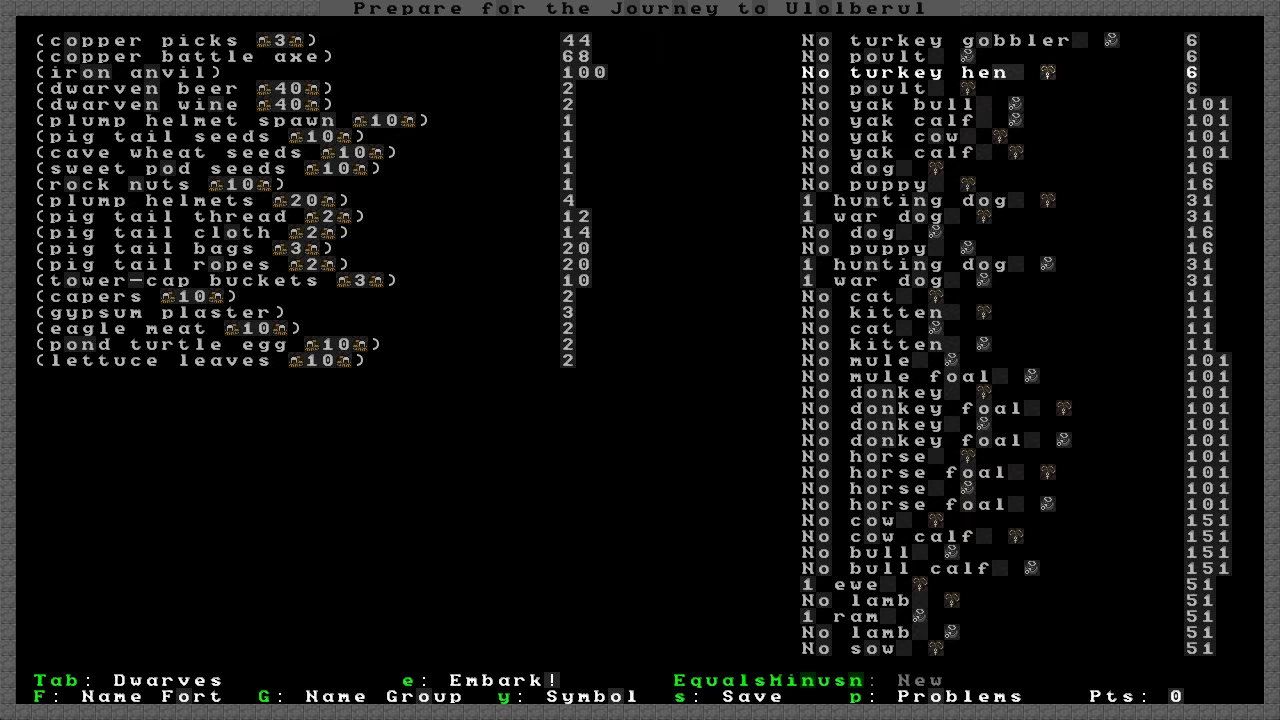 Prepare for the Journey to Ulolberul
(copper picks 3) 44 No turkey gobbler 6
(copper battle axe) 68 No poult 6
(iron anvil) 100 No turkey hen 6
(dwarven beer 40) 2 No poult 6
(dwarven wine 40) 2 No yak bull 101
(plump helmet spawn 10) 1 No yak calf 101
(pig tail seeds 10) 1 No yak cow 101
(cave wheat seeds 10) 1 No yak calf 101
(sweet pod seeds 10) 1 No dog 16
(rock nuts 10) 1 No puppy 16
(plump helmets 20) 4 1 hunting dog 31
(pig tail thread 2) 12 1 war dog 31
(pig tail cloth 2) 14 No dog 16
(pig tail bags 3) 20 No puppy 16
(pig tail ropes 2) 20 1 hunting dog 31
(tower-cap buckets 3) 10 1 war dog 31
(capers 10) 2 No cat 11
(gypsum plaster) 3 No kitten 11
(eagle meat 10) 2 No cat 11
(pond turtle egg 10) 2 No kitten 11
(lettuce leaves 10) 2 No mule 101
No mule foal 101
No donkey 101
No donkey foal 101
No donkey 101
No donkey foal 101
No horse 101
No horse foal 101
No horse 101
No horse foal 101
No cow 151
No cow calf 151
No bull 151
No bull calf 151
1 ewe 51
No lamb 51
1 ram 51
No lamb 51
No sow 51
Tab: Dwarves e: Embark! EqualsMinusn: New
F: Name Fort G: Name Group y: Symbol s: Save p: Problems Pts: 0